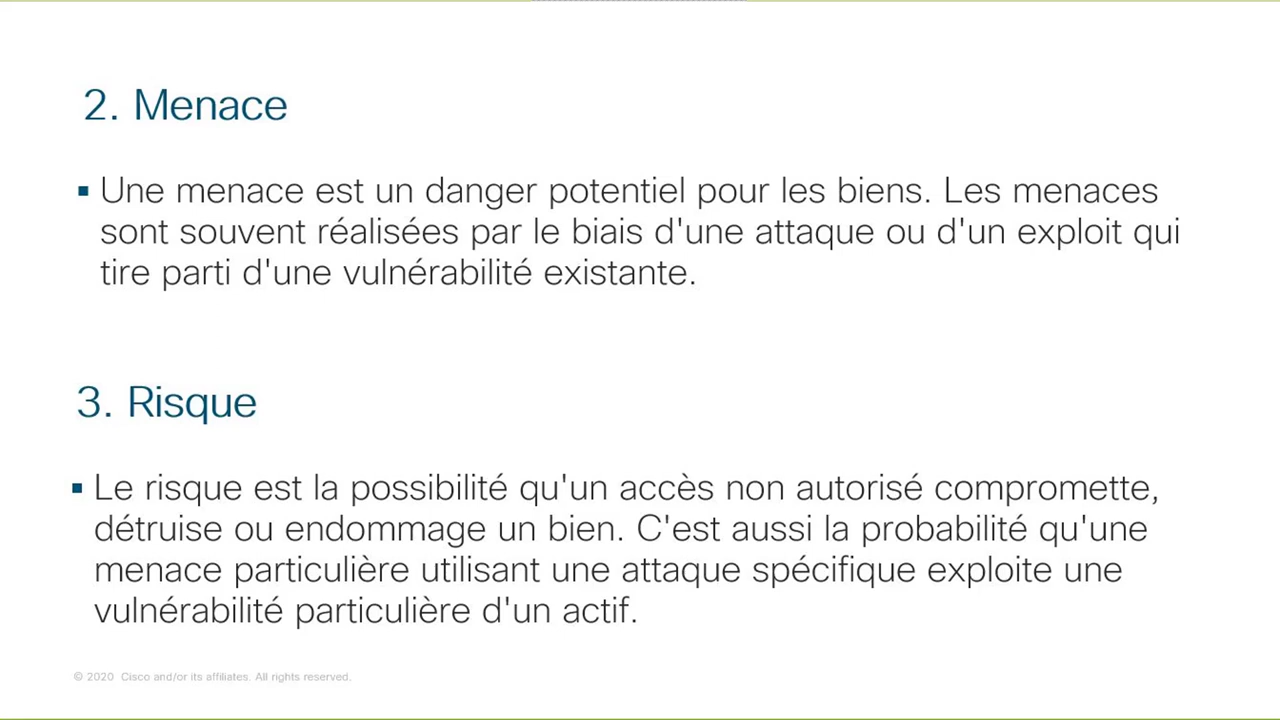 2. Menace
▪ Une menace est un danger potentiel pour les biens. Les menaces
sont souvent réalisées par le biais d'une attaque ou d'un exploit qui
tire parti d'une vulnérabilité existante.
3. Risque
▪ Le risque est la possibilité qu'un accès non autorisé compromette,
détruise ou endommage un bien. C'est aussi la probabilité qu'une
menace particulière utilisant une attaque spécifique exploite une
vulnérabilité particulière d'un actif.
© 2020 Cisco and/or its affiliates. All rights reserved.